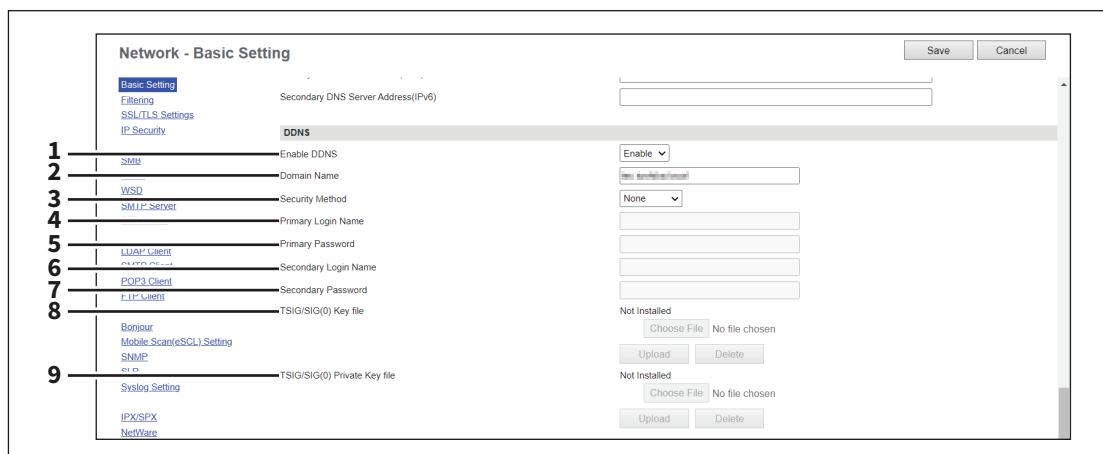 Network - Basic Setting
Save Cancel
Basic Setting
Filtering
SSL/TLS Settings
IP Security
SMB
WSD
SMTP Server
LDAP Client
SMTP Client
POP3 Client
FTP Client
Bonjour
Mobile Scan(eSCL) Setting
SNMP
SLP
Syslog Setting
IPX/SPX
NetWare
Secondary DNS Server Address(IPv6)
DDNS
1 Enable DDNS Enable
2 Domain Name
3 Security Method None
4 Primary Login Name
5 Primary Password
6 Secondary Login Name
7 Secondary Password
8 TSIG/SIG(0) Key file Not Installed
Choose File No file chosen
Upload Delete
9 TSIG/SIG(0) Private Key file Not Installed
Choose File No file chosen
Upload Delete